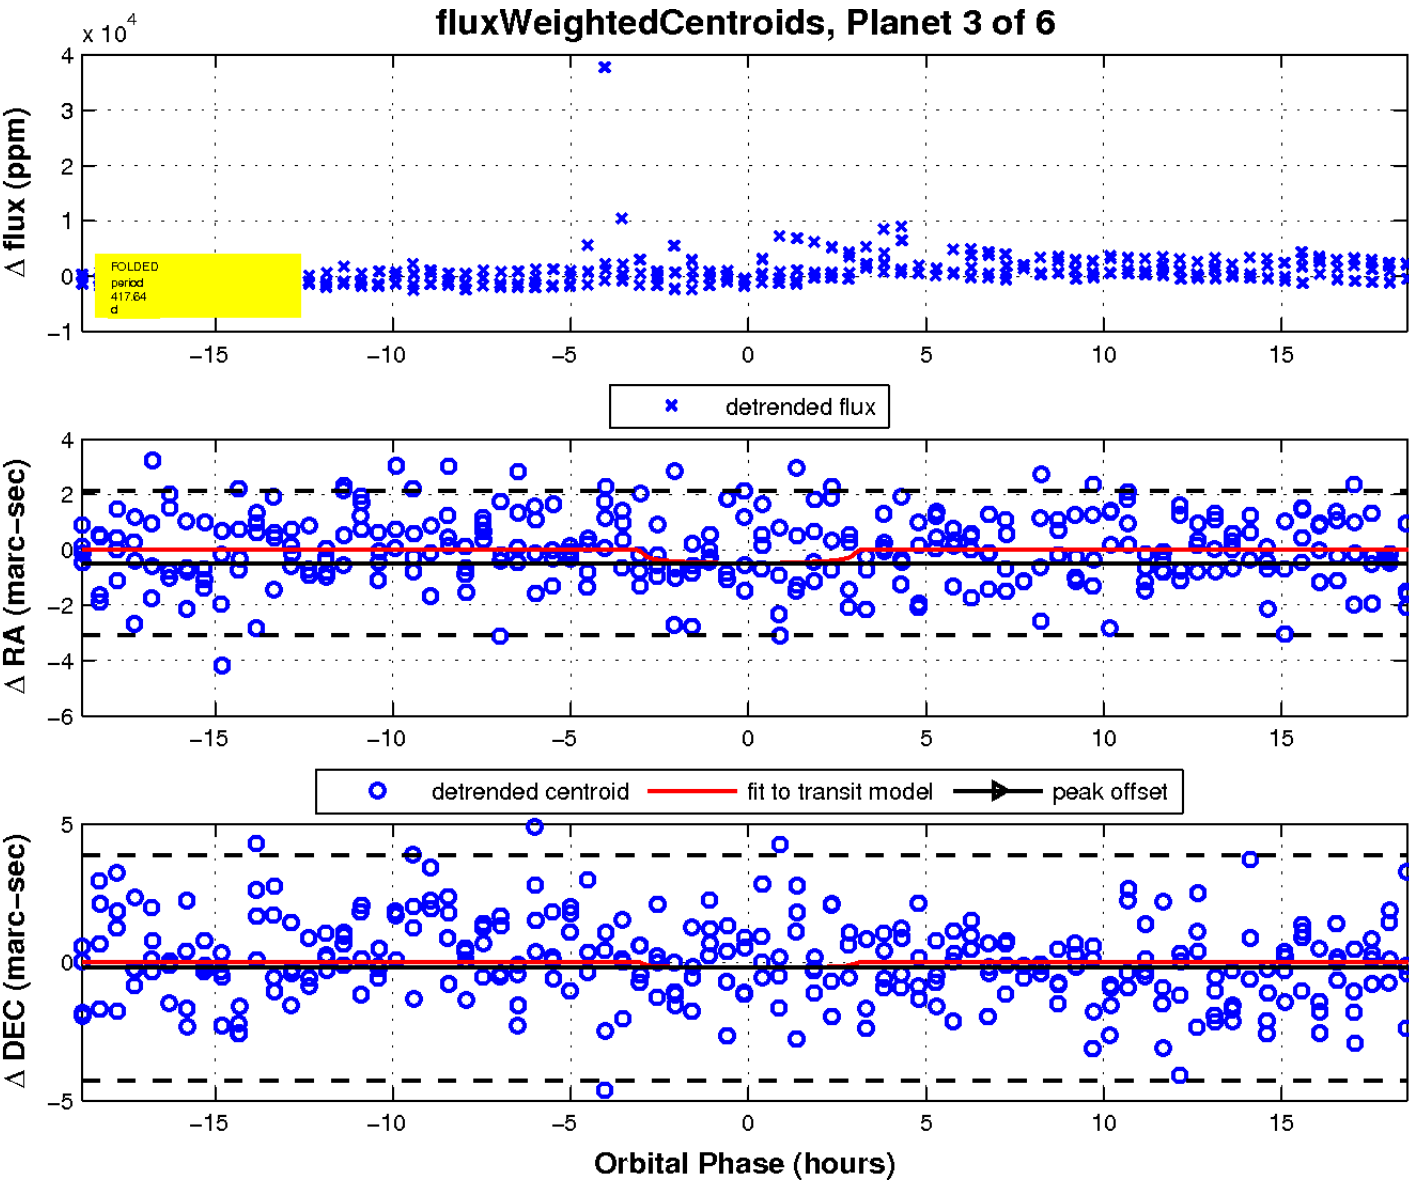 fluxWeightedCentroids, Planet 3 of 6
x 10^4
Δ flux (ppm)
4
3
2
1
0
−1
FOLDED
period
417.64
d
−15 −10 −5 0 5 10 15
detrended flux
Δ RA (marc−sec)
4
2
0
−2
−4
−6
−15 −10 −5 0 5 10 15
detrended centroid fit to transit model peak offset
Δ DEC (marc−sec)
5
0
−5
−15 −10 −5 0 5 10 15
Orbital Phase (hours)